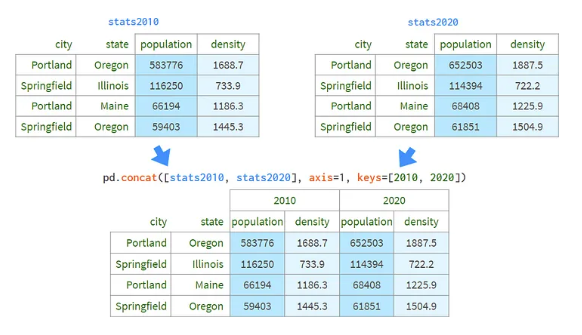 stats2010 stats2020
city state population density city state population density
Portland Oregon 583776 1688.7 Portland Oregon 652503 1887.5
Springfield Illinois 116250 733.9 Springfield Illinois 114394 722.2
Portland Maine 66194 1186.3 Portland Maine 68408 1225.9
Springfield Oregon 59403 1445.3 Springfield Oregon 61851 1504.9
pd.concat([stats2010, stats2020], axis=1, keys=[2010, 2020])
2010 2020
city state population density population density
Portland Oregon 583776 1688.7 652503 1887.5
Springfield Illinois 116250 733.9 114394 722.2
Portland Maine 66194 1186.3 68408 1225.9
Springfield Oregon 59403 1445.3 61851 1504.9